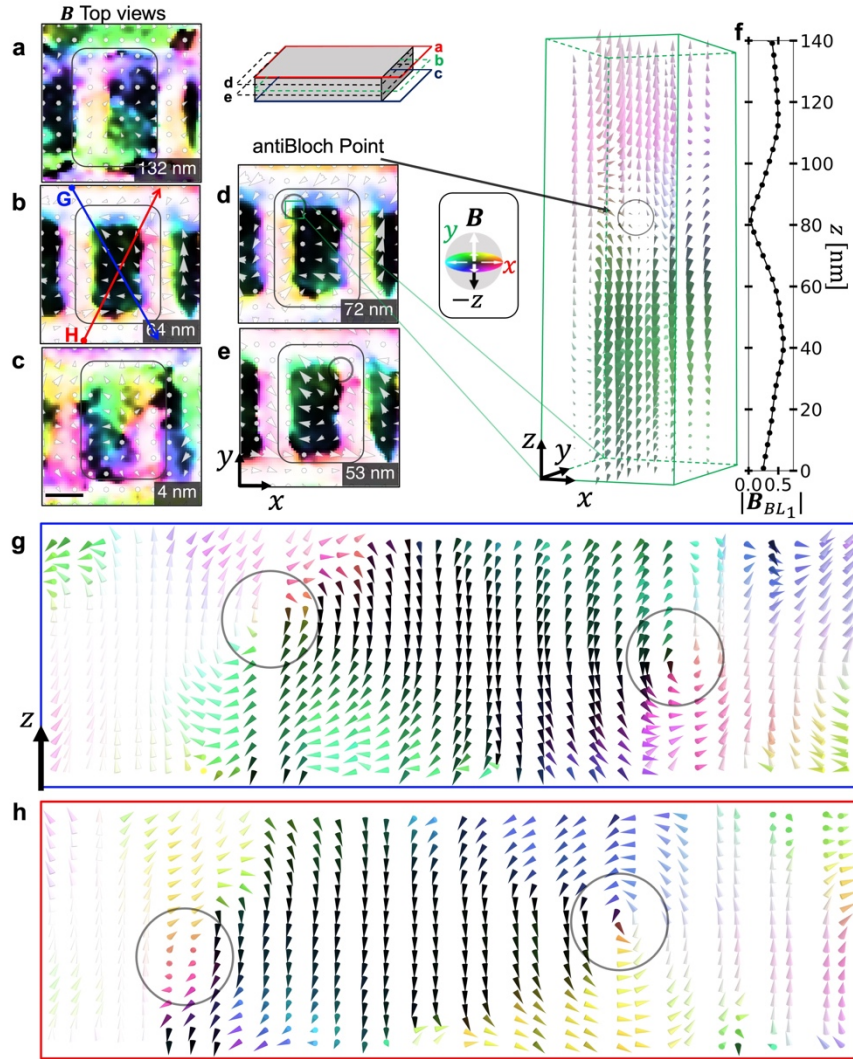 B Top views
a
132 nm
b
G
H
64 nm
c
4 nm
a
b
c
d
e
antiBloch Point
d
72 nm
e
53 nm
y
x
B
y
x
−z
z
y
x
f
140
120
100
80
60
40
20
0
z [nm]
0.0 0.5
|B_BL₁|
g
z
h